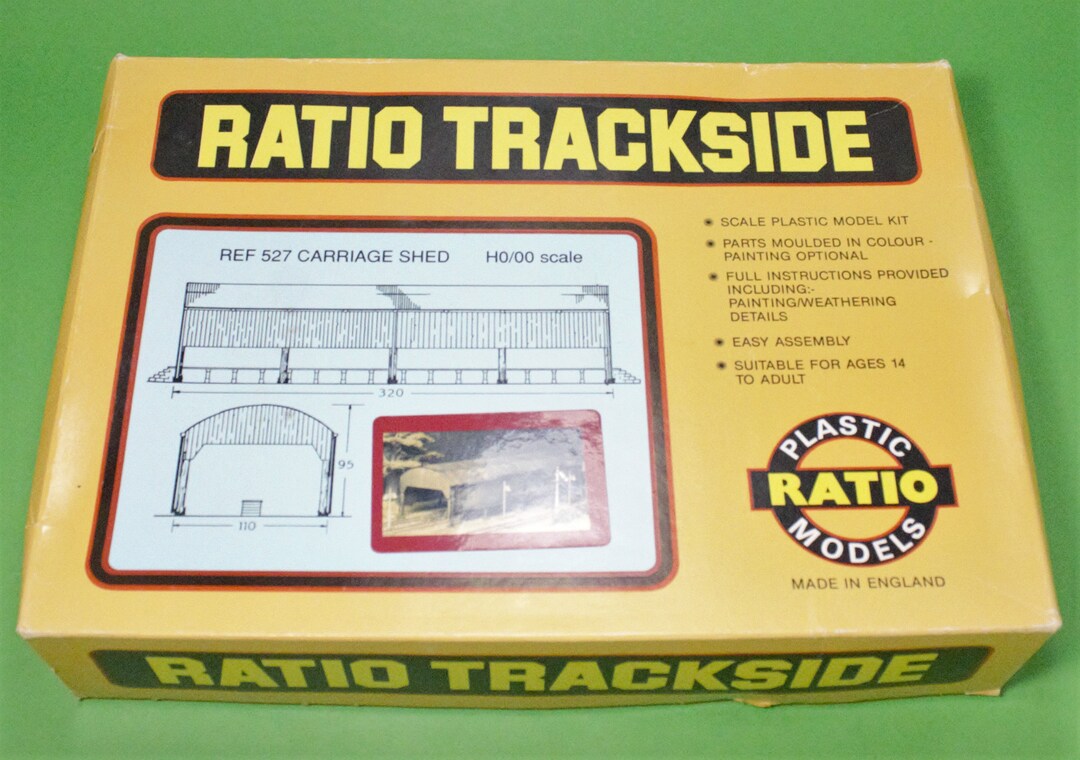 RATIO TRACKSIDE
REF 527 CARRIAGE SHED H0/00 scale
320
95
110
SCALE PLASTIC MODEL KIT
PARTS MOULDED IN COLOUR -
PAINTING OPTIONAL
FULL INSTRUCTIONS PROVIDED
INCLUDING:-
PAINTING/WEATHERING
DETAILS
EASY ASSEMBLY
SUITABLE FOR AGES 14
TO ADULT
PLASTIC
RATIO
MODELS
MADE IN ENGLAND
RATIO TRACKSIDE